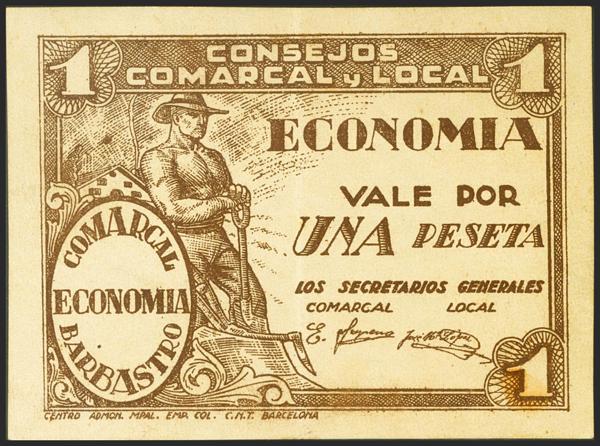 CONSEJOS
1 COMARCAL y LOCAL 1
ECONOMIA
VALE POR
UNA PESETA
LOS SECRETARIOS GENERALES
COMARCAL LOCAL
COMARCAL
ECONOMIA
BARBASTRO
1
CENTRO ADMON. MPAL. EMP. COL. C.N.T. BARCELONA